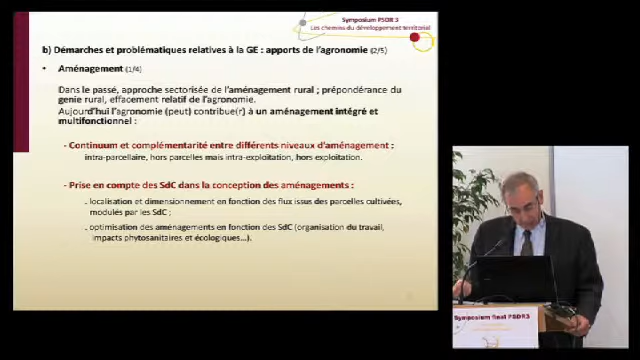 Symposium PSDR 3
Les chemins du développement territorial
b) Démarches et problématiques relatives à la GE : apports de l'agronomie (2/5)
• Aménagement (1/4)
Dans le passé, approche sectorisée de l'aménagement rural ; prépondérance du
genie rural, effacement relatif de l'agronomie.
Aujourd'hui l'agronomie (peut) contribue(r) à un aménagement intégré et
multifonctionnel :
- Continuum et complémentarité entre différents niveaux d'aménagement :
intra-parcellaire, hors parcelles mais intra-exploitation, hors exploitation.
- Prise en compte des SdC dans la conception des aménagements :
. localisation et dimensionnement en fonction des flux issus des parcelles cultivées,
modulés par les SdC ;
. optimisation des aménagements en fonction des SdC (organisation du travail,
impacts phytosanitaires et écologiques...).
Symposium final PSDR3